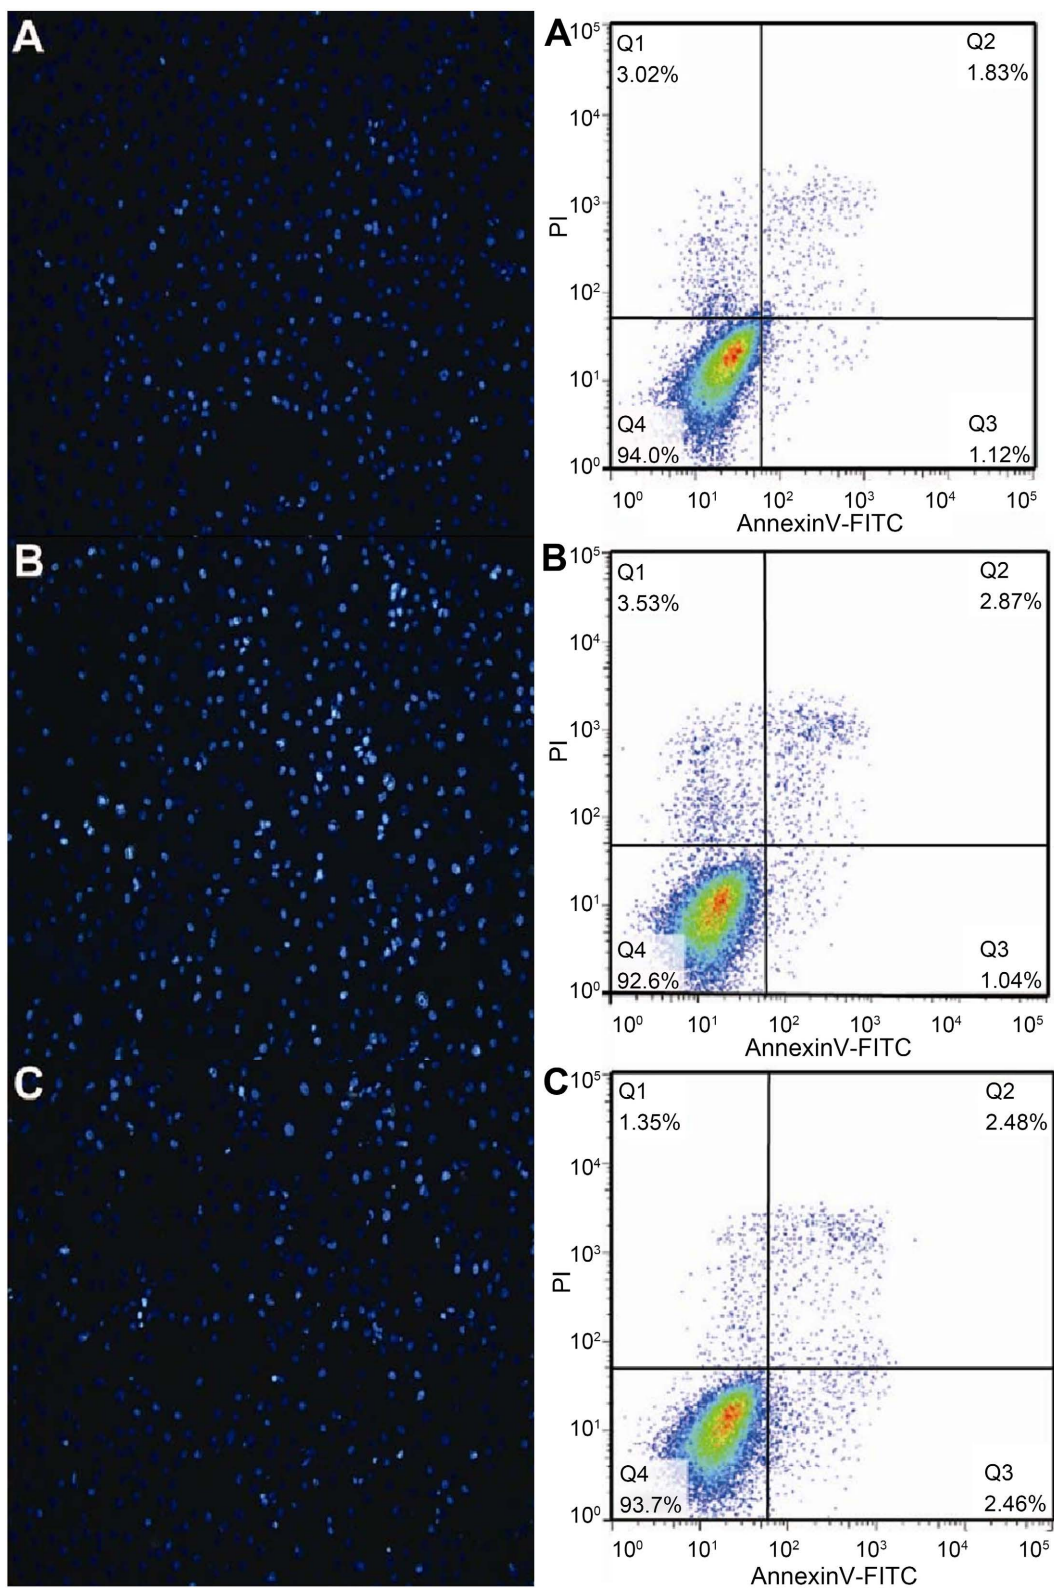 A
B
C
A
10⁵
10⁴
10³
10²
10¹
10⁰
PI
Q1
3.02%
Q2
1.83%
Q4
94.0%
Q3
1.12%
10⁰ 10¹ 10² 10³ 10⁴ 10⁵
AnnexinV-FITC
B
10⁵
10⁴
10³
10²
10¹
10⁰
PI
Q1
3.53%
Q2
2.87%
Q4
92.6%
Q3
1.04%
10⁰ 10¹ 10² 10³ 10⁴ 10⁵
AnnexinV-FITC
C
10⁵
10⁴
10³
10²
10¹
10⁰
PI
Q1
1.35%
Q2
2.48%
Q4
93.7%
Q3
2.46%
10⁰ 10¹ 10² 10³ 10⁴ 10⁵
AnnexinV-FITC